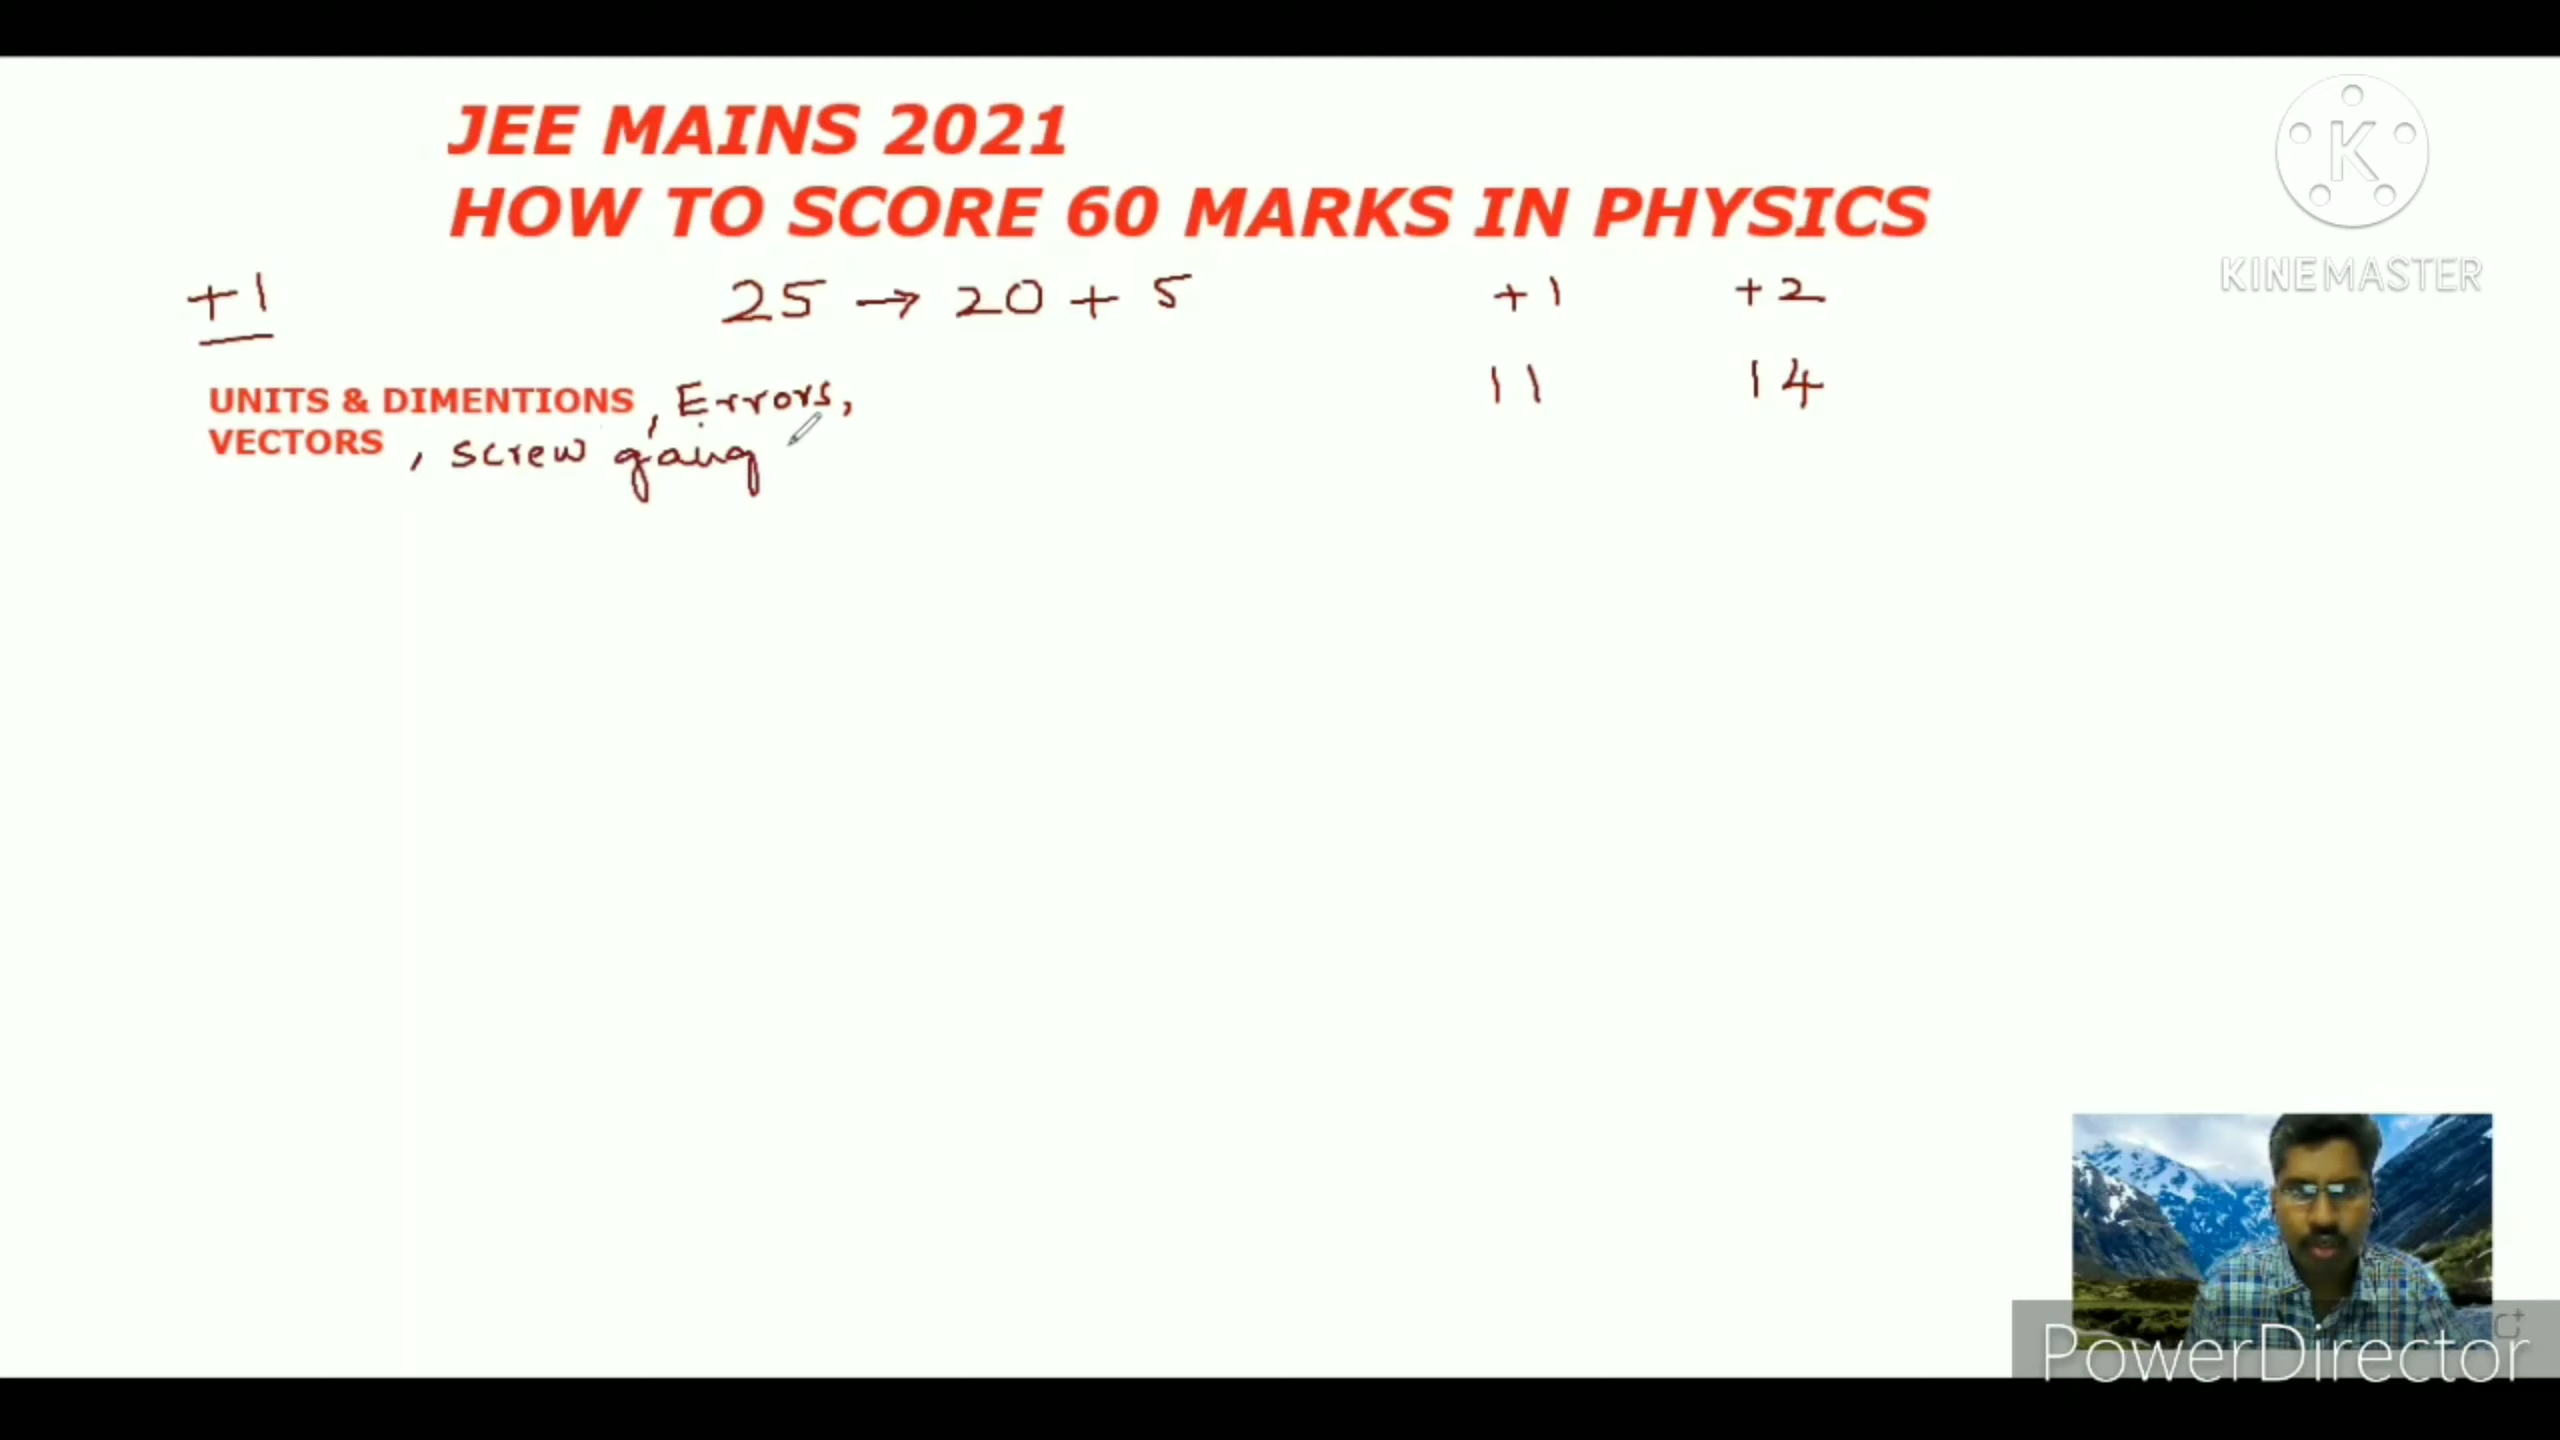 JEE MAINS 2021
HOW TO SCORE 60 MARKS IN PHYSICS
KINEMASTER
+1 25 → 20 + 5 +1 +2
11 14
UNITS & DIMENTIONS , Errors,
VECTORS , screw gaug
PowerDirector